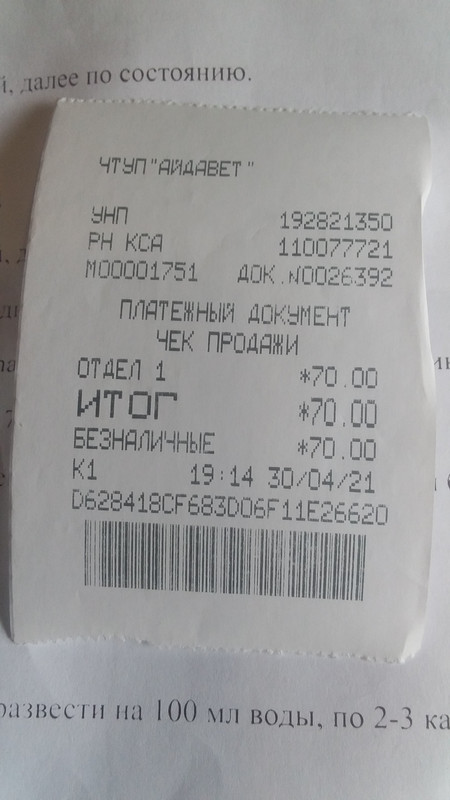 далее по состоянию.
ЧТУП "АЙДАВЕТ"
УНП 192821350
РН КСА 110077721
М00001751 ДОК.N0026392
ПЛАТЕЖНЫЙ ДОКУМЕНТ
ЧЕК ПРОДАЖИ
ОТДЕЛ 1 *70.00
ИТОГ *70.00
БЕЗНАЛИЧНЫЕ *70.00
К1 19:14 30/04/21
D628418CF683D06F11E26620
развести на 100 мл воды, по 2-3